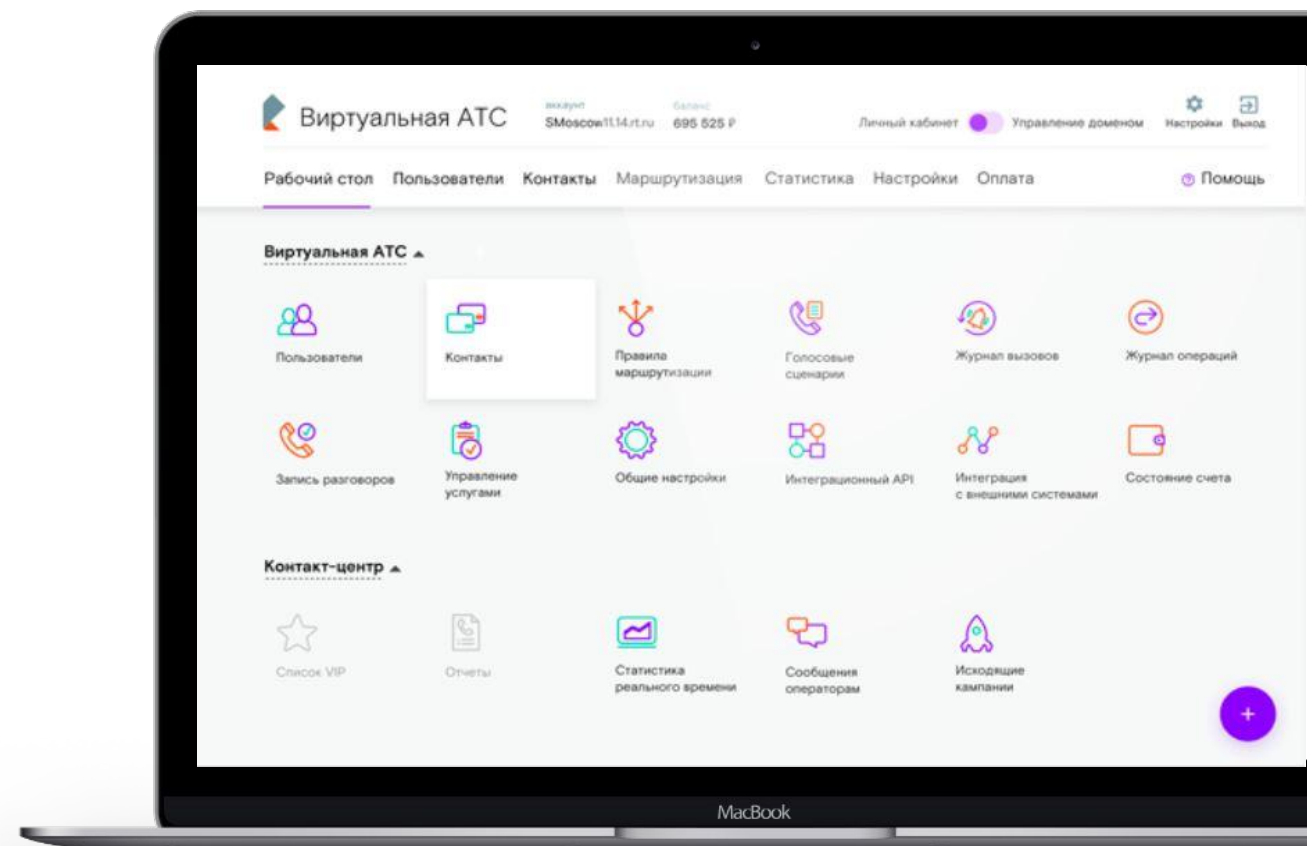 аккаунт баланс
Виртуальная АТС SMoscow11.14.rt.ru 695 525 ₽ Личный кабинет Управление доменом Настройки Выход
Рабочий стол Пользователи Контакты Маршрутизация Статистика Настройки Оплата Помощь
Виртуальная АТС
Пользователи
Контакты
Правила
маршрутизации
Голосовые
сценарии
Журнал вызовов
Журнал операций
Запись разговоров
Управление
услугами
Общие настройки
Интеграционный API
Интеграция
с внешними системами
Состояние счета
Контакт-центр
Список VIP
Отчеты
Статистика
реального времени
Сообщения
операторам
Исходящие
кампании
MacBook